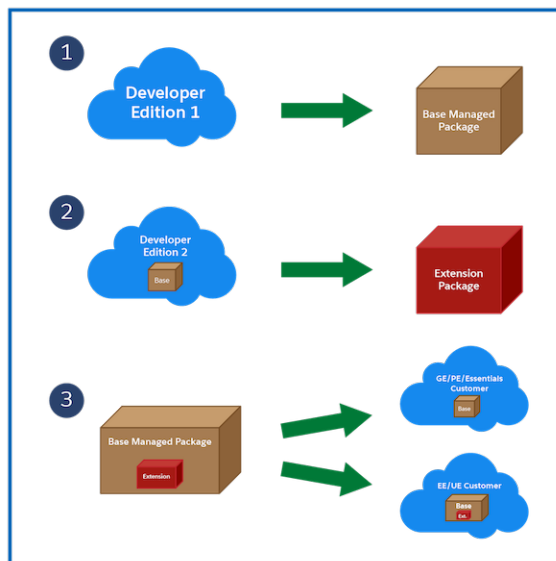 1
Developer
Edition 1
Base Managed
Package
2
Developer
Edition 2
Base
Extension
Package
3
Base Managed Package
Extension
GE/PE/Essentials
Customer
Base
EE/UE Customer
Base
Ext.